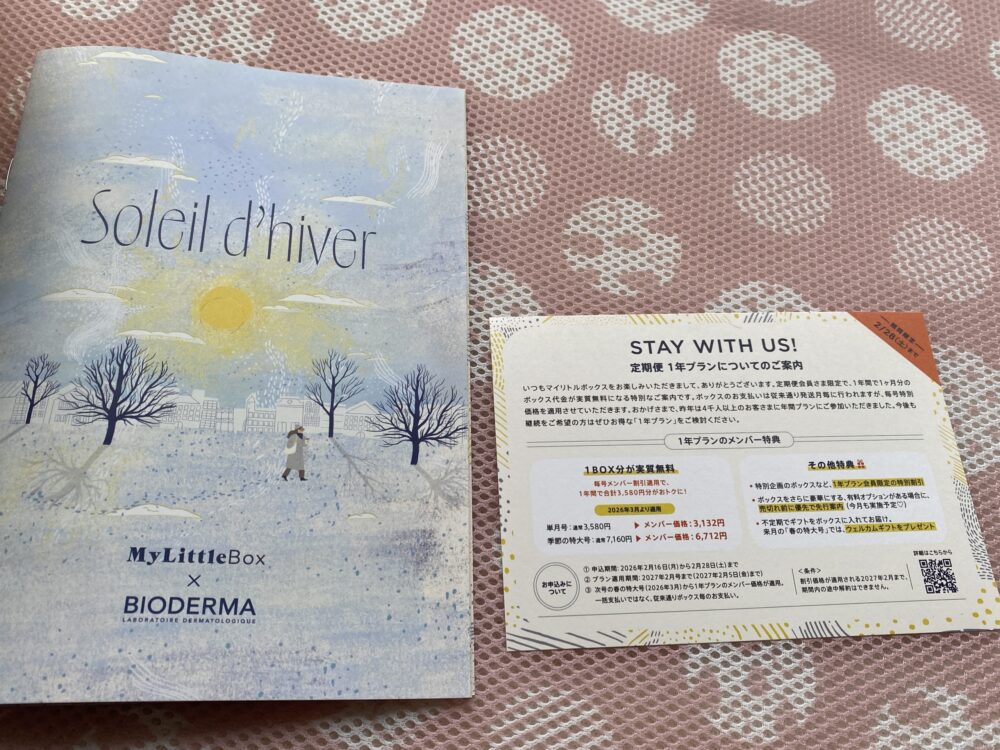 Soleil d'hiver
MyLittleBox
×
BIODERMA
LABORATOIRE DERMATOLOGIQUE
期間限定
2/28(土)まで
STAY WITH US!
定期便 1年プランについてのご案内
いつもマイリトルボックスをお楽しみいただきまして、ありがとうございます。定期便会員さま限定で、1年間で1ヶ月分の
ボックス代金が実質無料になる特別なご案内です。ボックスのお支払いは従来通り発送月毎に行われますが、毎号特別
価格を適用させていただきます。おかげさまで、昨年は4千人以上のお客さまに年間プランにご参加いただきました。今後も
継続をご希望の方はぜひお得な「1年プラン」をご検討ください。
1年プランのメンバー特典
1BOX分が実質無料
毎号メンバー割引適用で、
1年間で合計3,580円分がおトクに!
2026年3月より適用
単月号:通常3,580円 ▶ メンバー価格:3,132円
季節の特大号:通常7,160円 ▶ メンバー価格:6,712円
その他特典
• 特別企画のボックスなど、1年プラン会員限定の特別割引
• ボックスをさらに豪華にする、有料オプションがある場合に、
売切れ前に優先で先行案内(今月も実施予定♡)
• 不定期でギフトをボックスに入れてお届け。
来月の「春の特大号」では、ウェルカムギフトをプレゼント
お申込みに
ついて
① 申込期間:2026年2月16日(月)から2月28日(土)まで
② プラン適用期間:2027年2月号まで(2027年2月5日(金)まで)
③ 次号の春の特大号(2026年3月)から1年プランのメンバー価格が適用。
一括支払いではなく、従来通りボックス毎のお支払い。
<条件>
割引価格が適用される2027年2月まで、
期間内の途中解約はできません。
詳細はこちらから